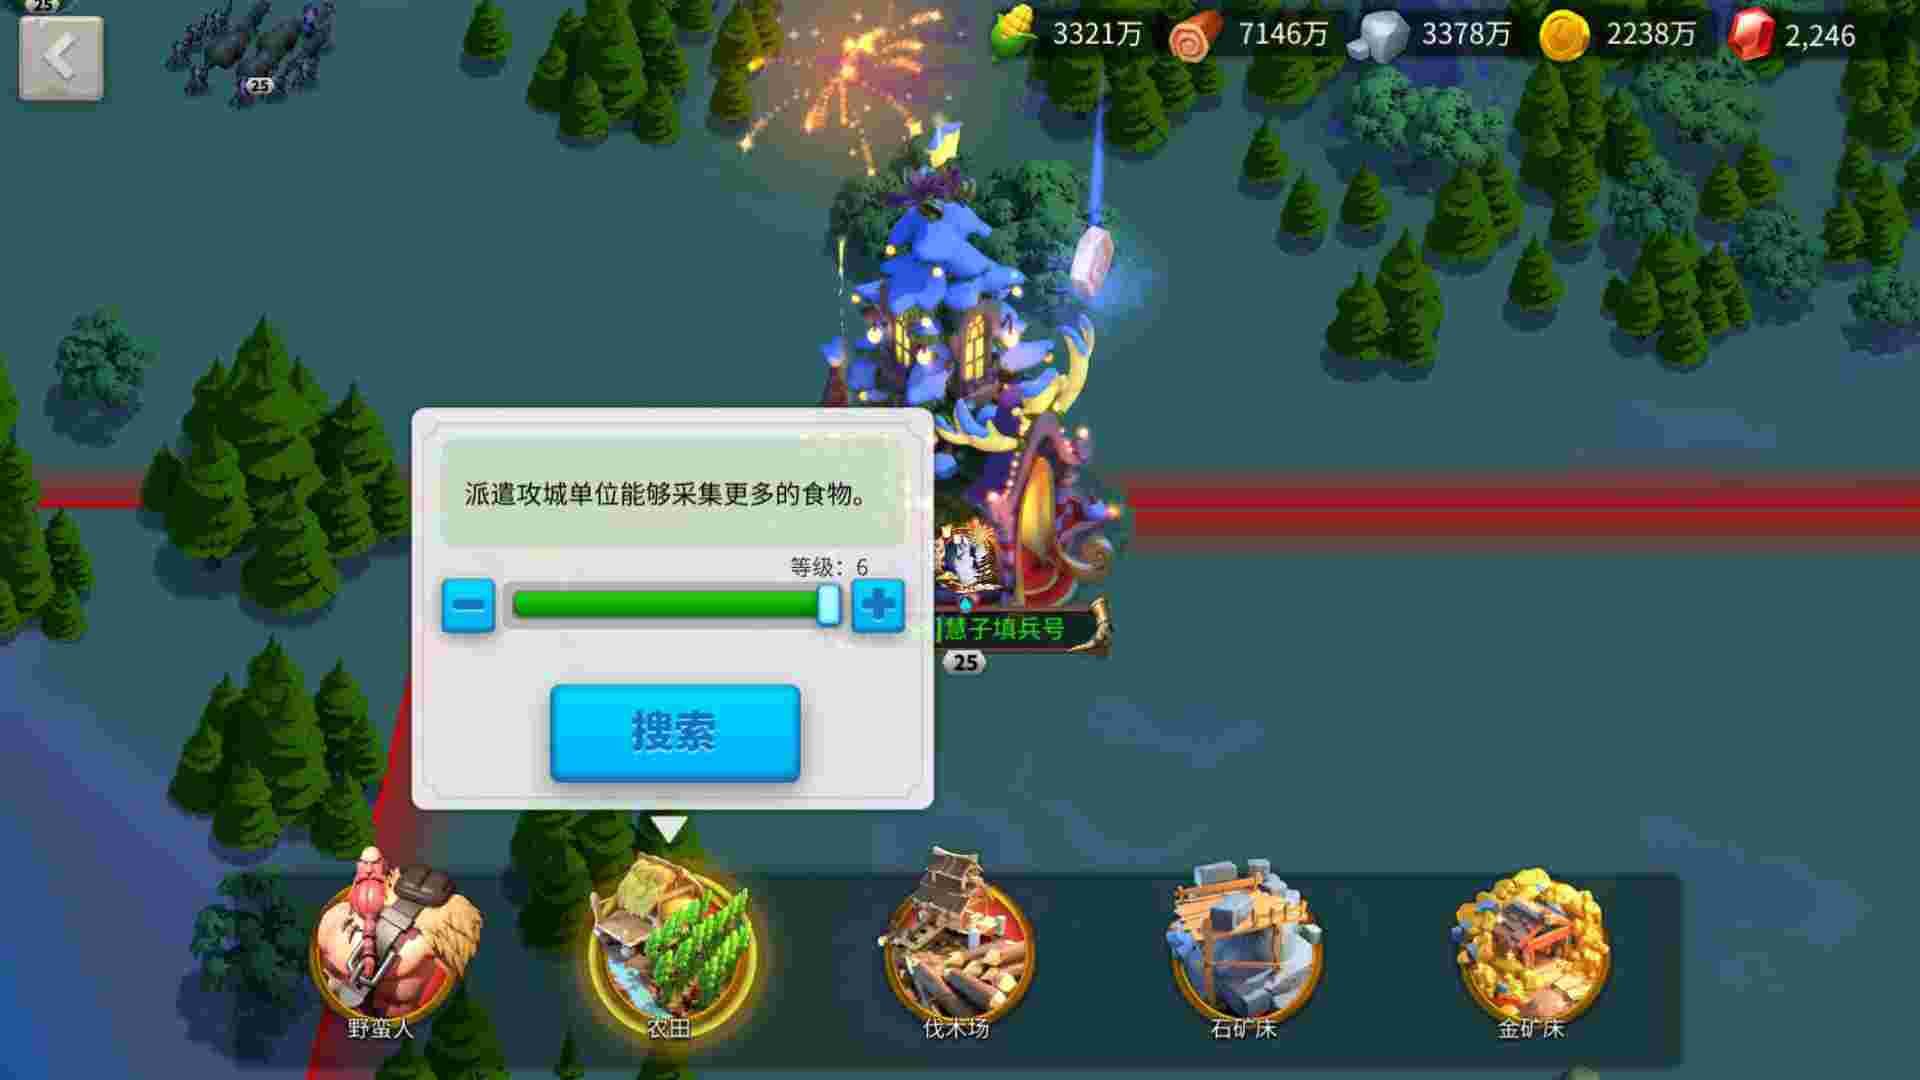 25
3321万
7146万
3378万
2238万
2,246
25
派遣攻城单位能够采集更多的食物。
等级：6
]慧子填兵号
25
搜索
野蛮人
农田
伐木场
石矿床
金矿床